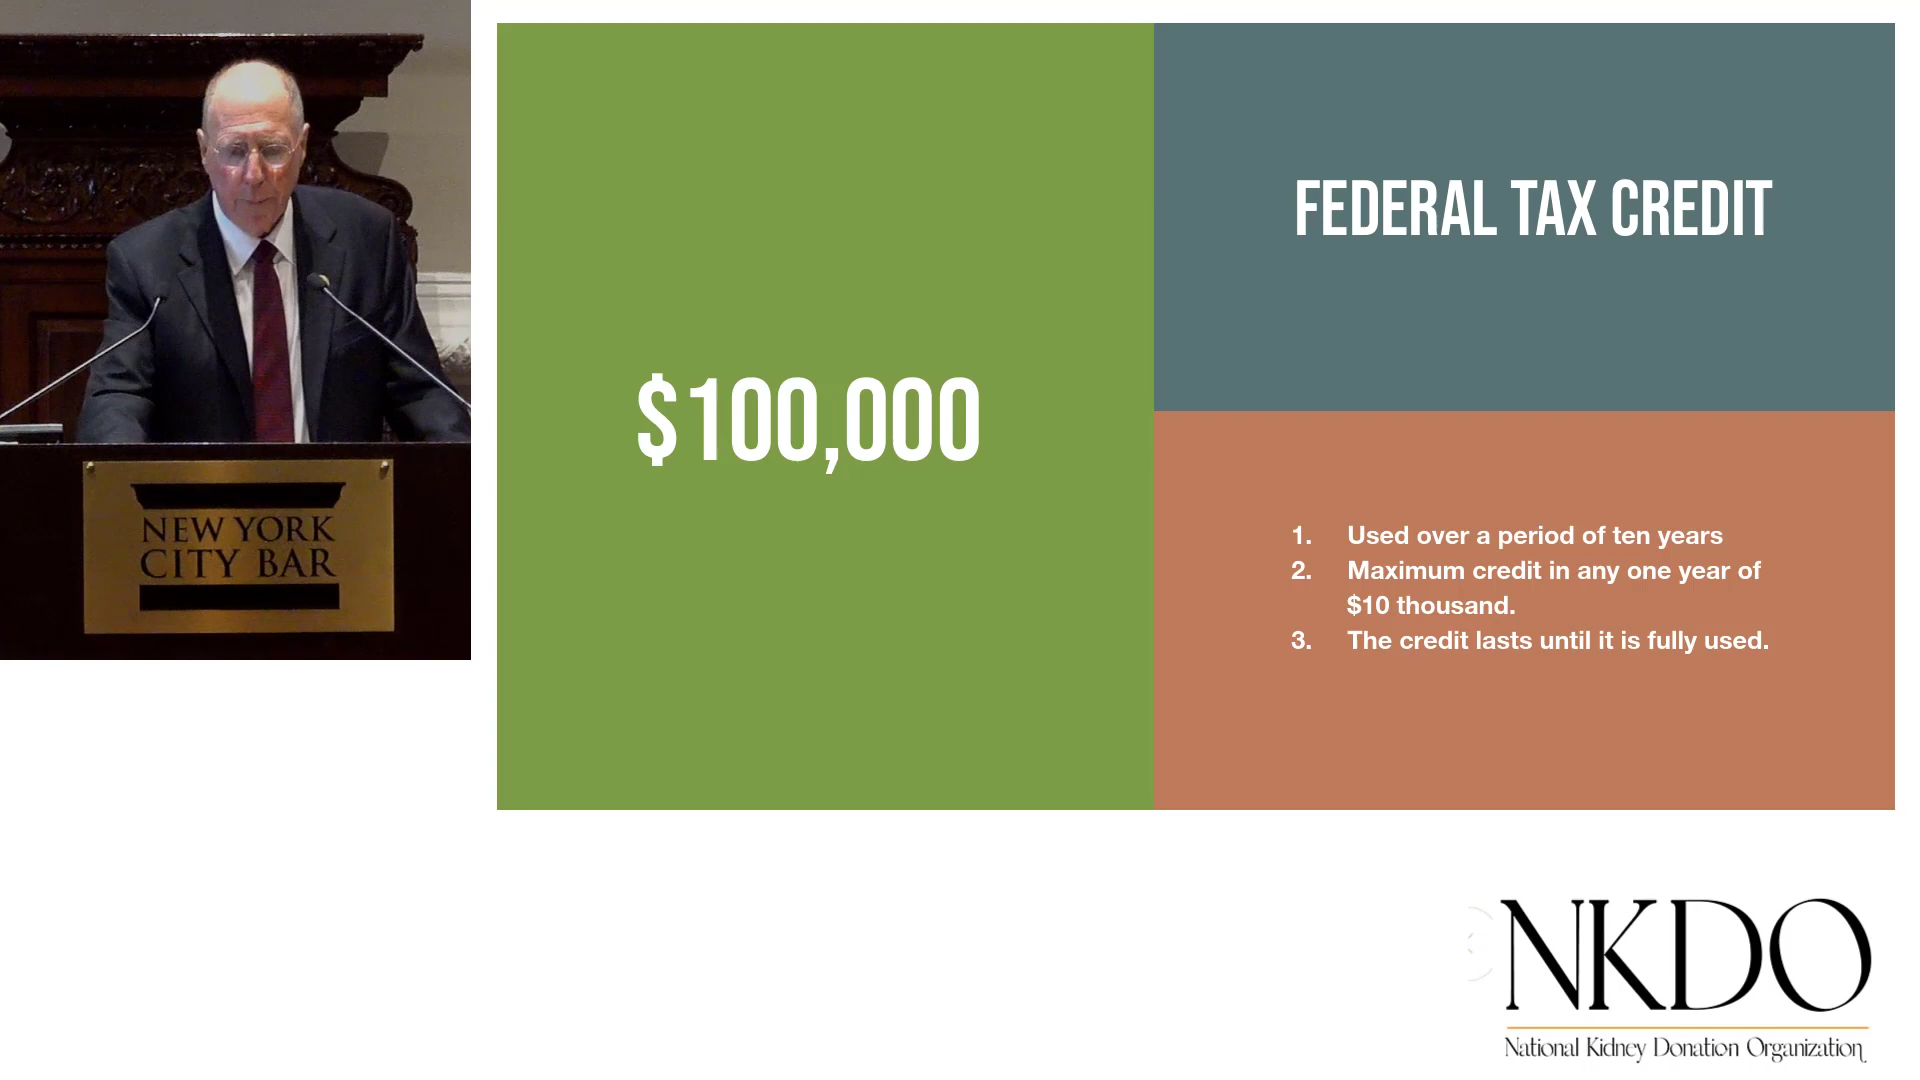 NEW YORK
CITY BAR
$100,000
FEDERAL TAX CREDIT
1. Used over a period of ten years
2. Maximum credit in any one year of
$10 thousand.
3. The credit lasts until it is fully used.
NKDO
National Kidney Donation Organization